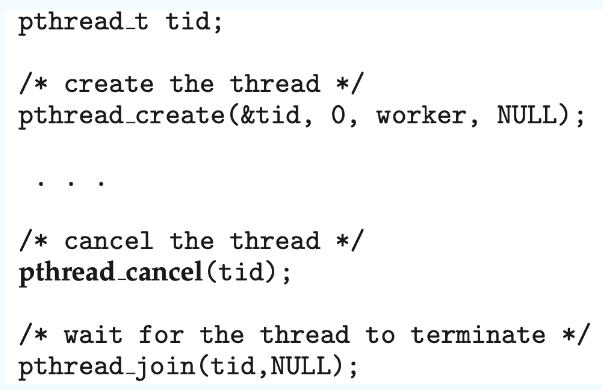 pthread_t tid;
/* create the thread */
pthread_create(&tid, 0, worker, NULL);
. . .
/* cancel the thread */
pthread_cancel(tid);
/* wait for the thread to terminate */
pthread_join(tid,NULL);